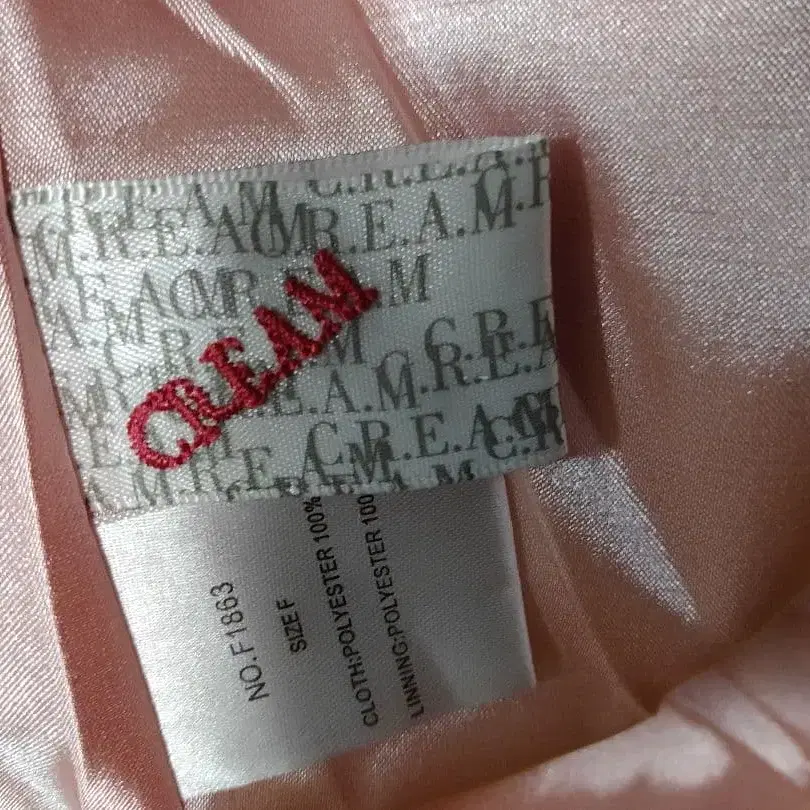 C.R.E.A.M.
M.R.E.A.M.R.E.A.M.R
E.A.M.R.E.A.M
C.R.E
A.M.R.E.A
C.R.E.A.M C.R
A.M.R.E.A.M
CREAM
NO.F1863
SIZE F
CLOTH:POLYESTER 100%
LINNING:POLYESTER 100